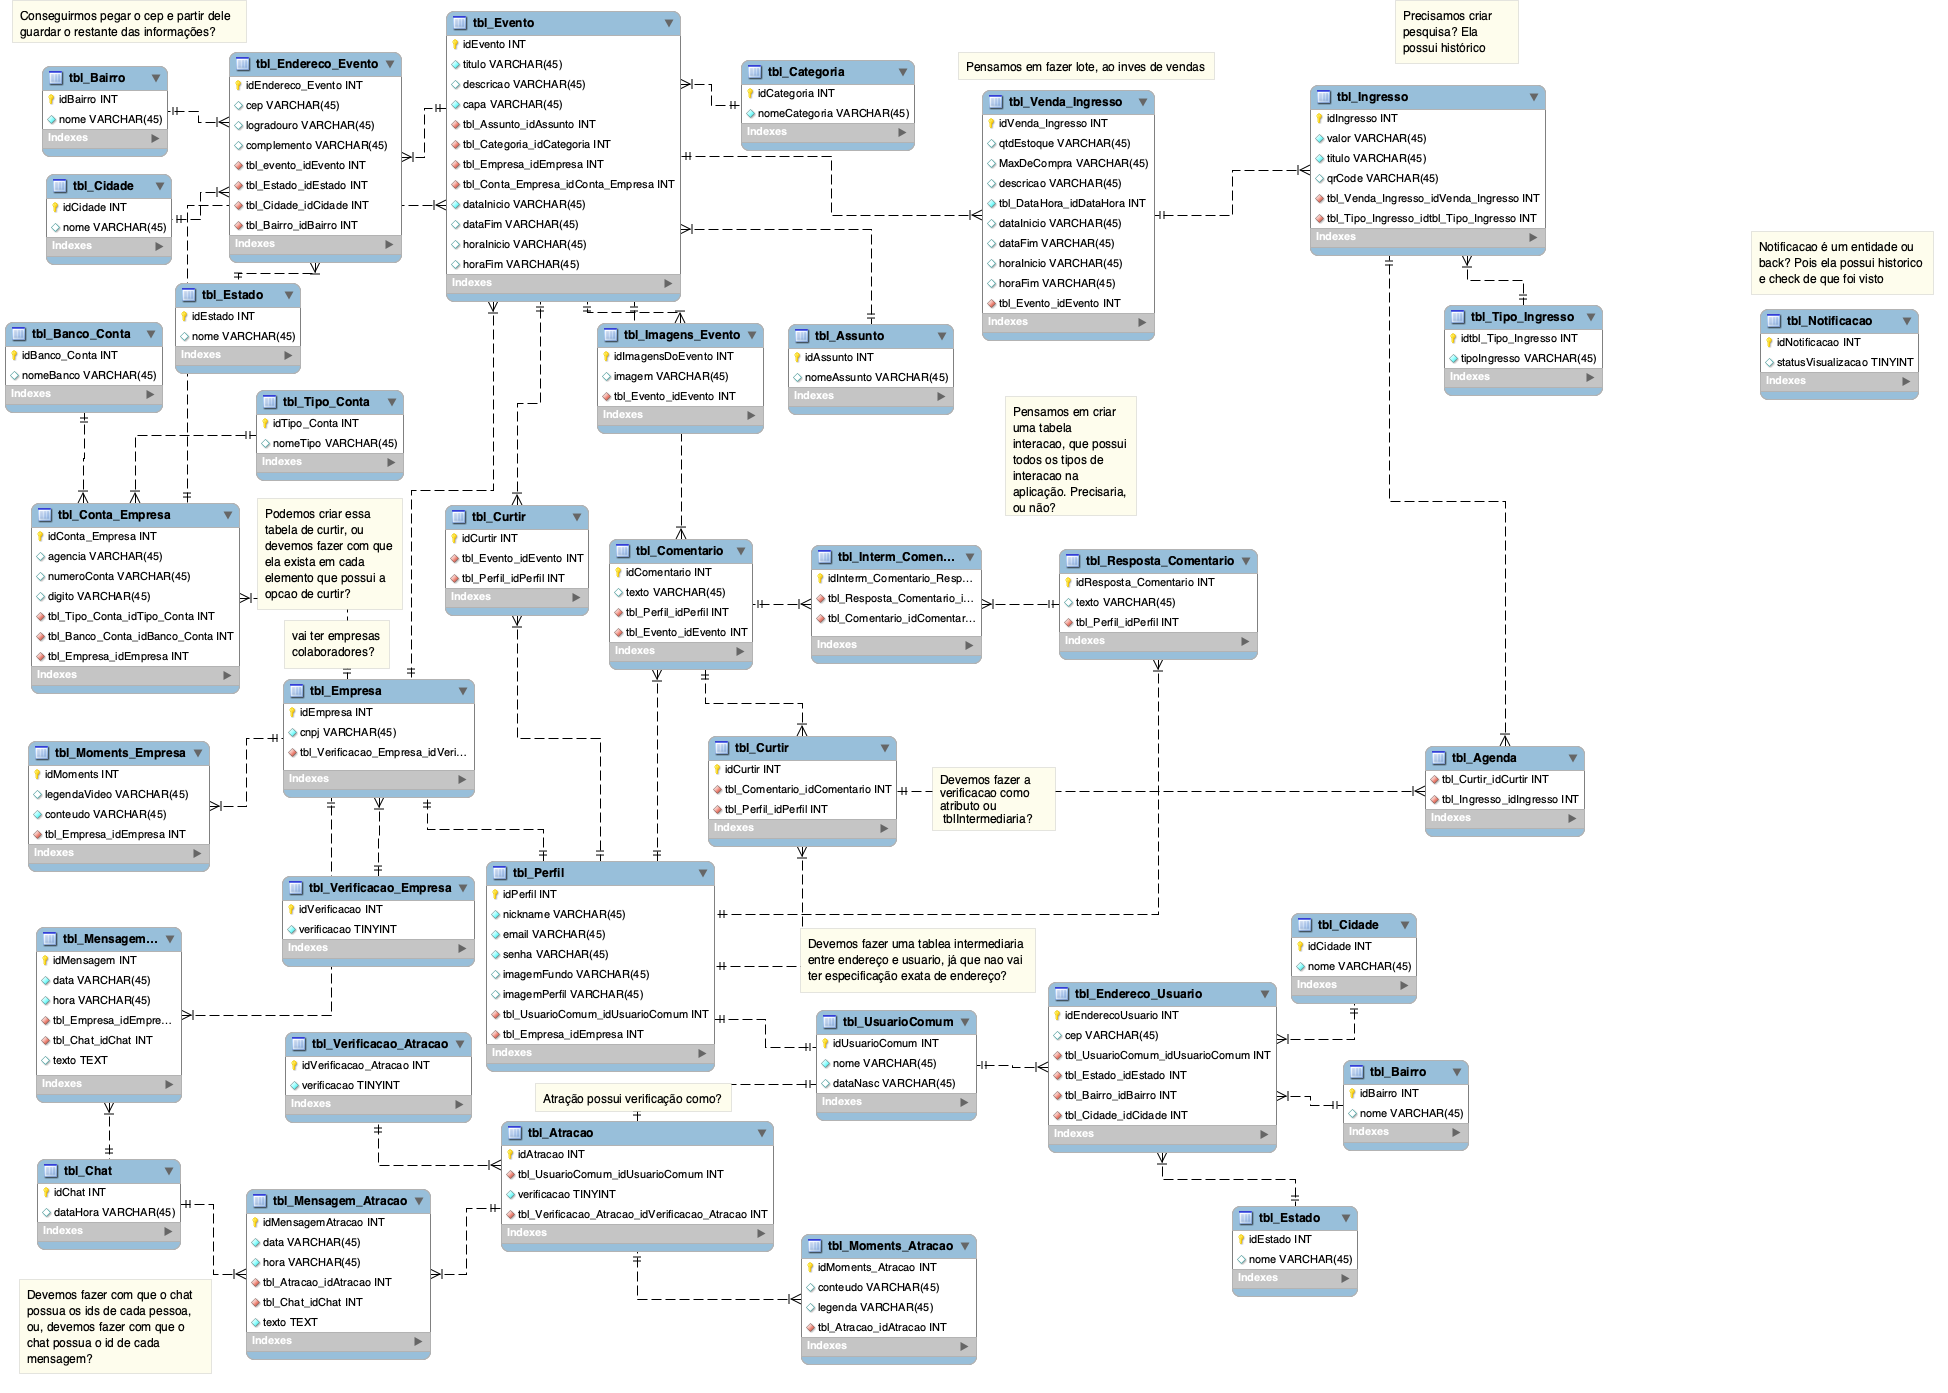 Conseguirmos pegar o cep e partir dele
guardar o restante das informações?
tbl_Bairro
idBairro INT
nome VARCHAR(45)
Indexes
tbl_Cidade
idCidade INT
nome VARCHAR(45)
Indexes
tbl_Endereco_Evento
idEndereco_Evento INT
cep VARCHAR(45)
logradouro VARCHAR(45)
complemento VARCHAR(45)
tbl_evento_idEvento INT
tbl_Estado_idEstado INT
tbl_Cidade_idCidade INT
tbl_Bairro_idBairro INT
Indexes
tbl_Estado
idEstado INT
nome VARCHAR(45)
Indexes
tbl_Evento
idEvento INT
titulo VARCHAR(45)
descricao VARCHAR(45)
capa VARCHAR(45)
tbl_Assunto_idAssunto INT
tbl_Categoria_idCategoria INT
tbl_Empresa_idEmpresa INT
tbl_Conta_Empresa_idConta_Empresa INT
dataInicio VARCHAR(45)
dataFim VARCHAR(45)
horaInicio VARCHAR(45)
horaFim VARCHAR(45)
Indexes
tbl_Categoria
idCategoria INT
nomeCategoria VARCHAR(45)
Indexes
Pensamos em fazer lote, ao inves de vendas
tbl_Venda_Ingresso
idVenda_Ingresso INT
qtdEstoque VARCHAR(45)
MaxDeCompra VARCHAR(45)
descricao VARCHAR(45)
tbl_DataHora_idDataHora INT
dataInicio VARCHAR(45)
dataFim VARCHAR(45)
horaInicio VARCHAR(45)
horaFim VARCHAR(45)
tbl_Evento_idEvento INT
Indexes
Precisamos criar
pesquisa? Ela
possui histórico
tbl_Ingresso
idIngresso INT
valor VARCHAR(45)
titulo VARCHAR(45)
qrCode VARCHAR(45)
tbl_Venda_Ingresso_idVenda_Ingresso INT
tbl_Tipo_Ingresso_idtbl_Tipo_Ingresso INT
Indexes
tbl_Tipo_Ingresso
idtbl_Tipo_Ingresso INT
tipoIngresso VARCHAR(45)
Indexes
Notificacao é um entidade ou
back? Pois ela possui historico
e check de que foi visto
tbl_Notificacao
idNotificacao INT
statusVisualizacao TINYINT
Indexes
tbl_Banco_Conta
idBanco_Conta INT
nomeBanco VARCHAR(45)
Indexes
tbl_Tipo_Conta
idTipo_Conta INT
nomeTipo VARCHAR(45)
Indexes
tbl_Imagens_Evento
idImagensDoEvento INT
imagem VARCHAR(45)
tbl_Evento_idEvento INT
Indexes
tbl_Assunto
idAssunto INT
nomeAssunto VARCHAR(45)
Indexes
Pensamos em criar
uma tabela
interacao, que possui
todos os tipos de
interacao na
aplicação. Precisaria,
ou não?
tbl_Conta_Empresa
idConta_Empresa INT
agencia VARCHAR(45)
numeroConta VARCHAR(45)
digito VARCHAR(45)
tbl_Tipo_Conta_idTipo_Conta INT
tbl_Banco_Conta_idBanco_Conta INT
tbl_Empresa_idEmpresa INT
Indexes
Podemos criar essa
tabela de curtir, ou
devemos fazer com que
ela exista em cada
elemento que possui a
opcao de curtir?
vai ter empresas
colaboradores?
tbl_Curtir
idCurtir INT
tbl_Evento_idEvento INT
tbl_Perfil_idPerfil INT
Indexes
tbl_Comentario
idComentario INT
texto VARCHAR(45)
tbl_Perfil_idPerfil INT
tbl_Evento_idEvento INT
Indexes
tbl_Interm_Comen...
idInterm_Comentario_Resp...
tbl_Resposta_Comentario_i...
tbl_Comentario_idComentar...
Indexes
tbl_Resposta_Comentario
idResposta_Comentario INT
texto VARCHAR(45)
tbl_Perfil_idPerfil INT
Indexes
tbl_Empresa
idEmpresa INT
cnpj VARCHAR(45)
tbl_Verificacao_Empresa_idVeri...
Indexes
tbl_Moments_Empresa
idMoments INT
legendaVideo VARCHAR(45)
conteudo VARCHAR(45)
tbl_Empresa_idEmpresa INT
Indexes
tbl_Curtir
idCurtir INT
tbl_Comentario_idComentario INT
tbl_Perfil_idPerfil INT
Indexes
Devemos fazer a
verificacao como
atributo ou
tblIntermediaria?
tbl_Agenda
tbl_Curtir_idCurtir INT
tbl_Ingresso_idIngresso INT
Indexes
tbl_Verificacao_Empresa
idVerificacao INT
verificacao TINYINT
Indexes
tbl_Perfil
idPerfil INT
nickname VARCHAR(45)
email VARCHAR(45)
senha VARCHAR(45)
imagemFundo VARCHAR(45)
imagemPerfil VARCHAR(45)
tbl_UsuarioComum_idUsuarioComum INT
tbl_Empresa_idEmpresa INT
Indexes
Devemos fazer uma tablea intermediaria
entre endereço e usuario, já que nao vai
ter especificação exata de endereço?
tbl_Mensagem...
idMensagem INT
data VARCHAR(45)
hora VARCHAR(45)
tbl_Empresa_idEmpre...
tbl_Chat_idChat INT
texto TEXT
Indexes
tbl_Verificacao_Atracao
idVerificacao_Atracao INT
verificacao TINYINT
Indexes
tbl_UsuarioComum
idUsuarioComum INT
nome VARCHAR(45)
dataNasc VARCHAR(45)
Indexes
tbl_Endereco_Usuario
idEnderecoUsuario INT
cep VARCHAR(45)
tbl_UsuarioComum_idUsuarioComum INT
tbl_Estado_idEstado INT
tbl_Bairro_idBairro INT
tbl_Cidade_idCidade INT
Indexes
tbl_Cidade
idCidade INT
nome VARCHAR(45)
Indexes
tbl_Bairro
idBairro INT
nome VARCHAR(45)
Indexes
tbl_Estado
idEstado INT
nome VARCHAR(45)
Indexes
Atração possui verificação como?
tbl_Atracao
idAtracao INT
tbl_UsuarioComum_idUsuarioComum INT
verificacao TINYINT
tbl_Verificacao_Atracao_idVerificacao_Atracao INT
Indexes
tbl_Chat
idChat INT
dataHora VARCHAR(45)
Indexes
tbl_Mensagem_Atracao
idMensagemAtracao INT
data VARCHAR(45)
hora VARCHAR(45)
tbl_Atracao_idAtracao INT
tbl_Chat_idChat INT
texto TEXT
Indexes
tbl_Moments_Atracao
idMoments_Atracao INT
conteudo VARCHAR(45)
legenda VARCHAR(45)
tbl_Atracao_idAtracao INT
Indexes
Devemos fazer com que o chat
possua os ids de cada pessoa,
ou, devemos fazer com que o
chat possua o id de cada
mensagem?